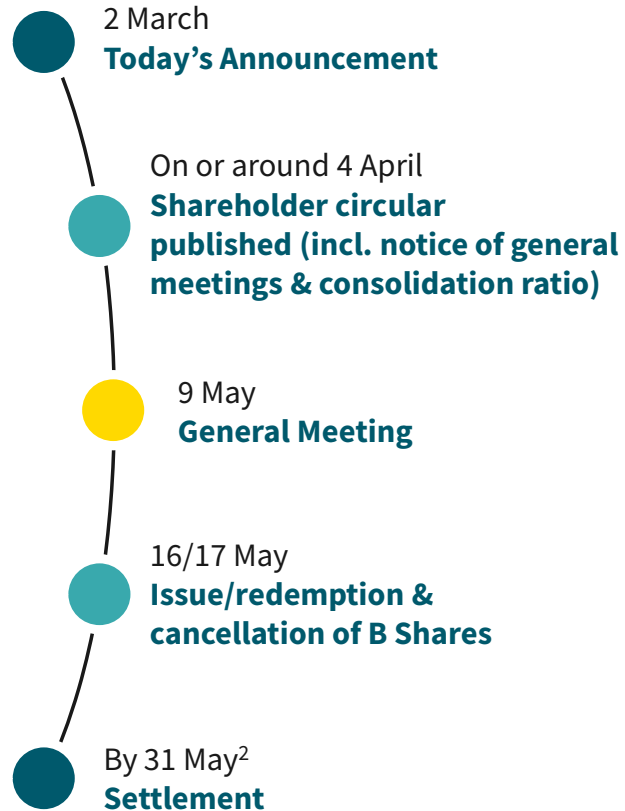 2 March
Today’s Announcement
On or around 4 April
Shareholder circular
published (incl. notice of general
meetings & consolidation ratio)
9 May
General Meeting
16/17 May
Issue/redemption &
cancellation of B Shares
By 31 May²
Settlement